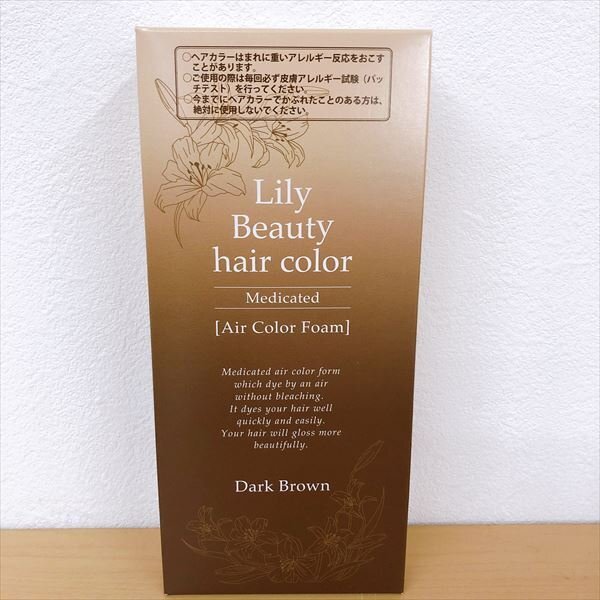 ○ヘアカラーはまれに重いアレルギー反応をおこす
ことがあります。
○ご使用の際は毎回必ず皮膚アレルギー試験（パッ
チテスト）を行ってください。
○今までにヘアカラーでかぶれたことのある方は、
絶対に使用しないでください。
Lily
Beauty
hair color
Medicated
[Air Color Foam]
Medicated air color form
which dye by an air
without bleaching.
It dyes your hair well
quickly and easily.
Your hair will gloss more
beautifully.
Dark Brown